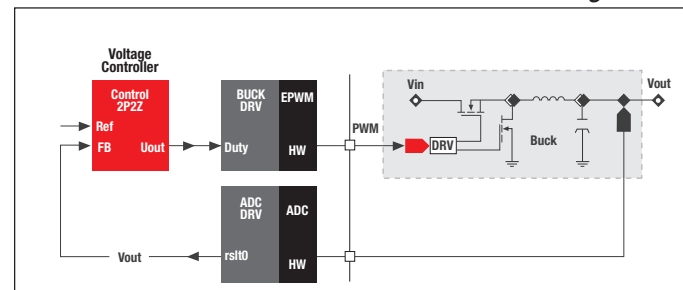 Voltage
Controller
Control
2P2Z
Ref
FB
Uout
BUCK
DRV
EPWM
Duty
HW
PWM
Vin
Vout
DRV
Buck
ADC
DRV
ADC
rslt0
HW
Vout